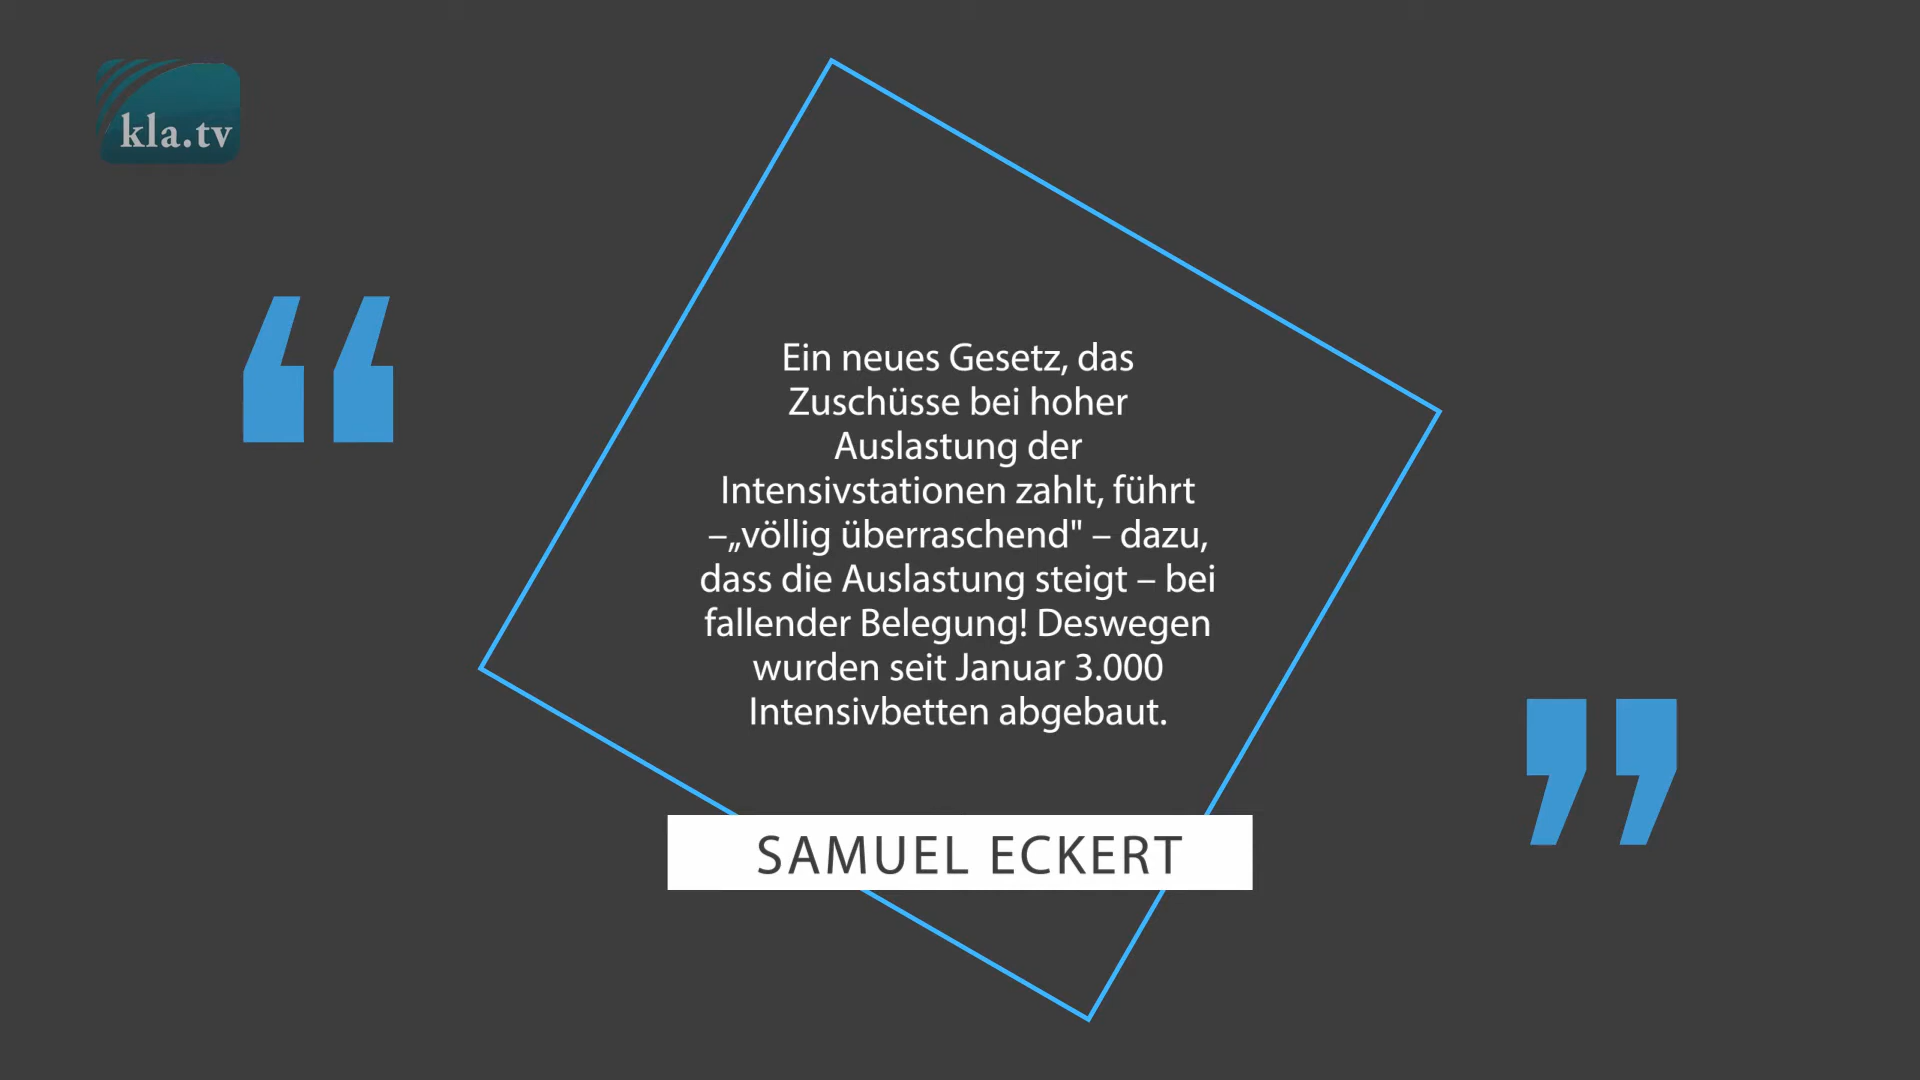 kla.tv
“
Ein neues Gesetz, das
Zuschüsse bei hoher
Auslastung der
Intensivstationen zahlt, führt
–„völlig überraschend" – dazu,
dass die Auslastung steigt – bei
fallender Belegung! Deswegen
wurden seit Januar 3.000
Intensivbetten abgebaut.
”
SAMUEL ECKERT